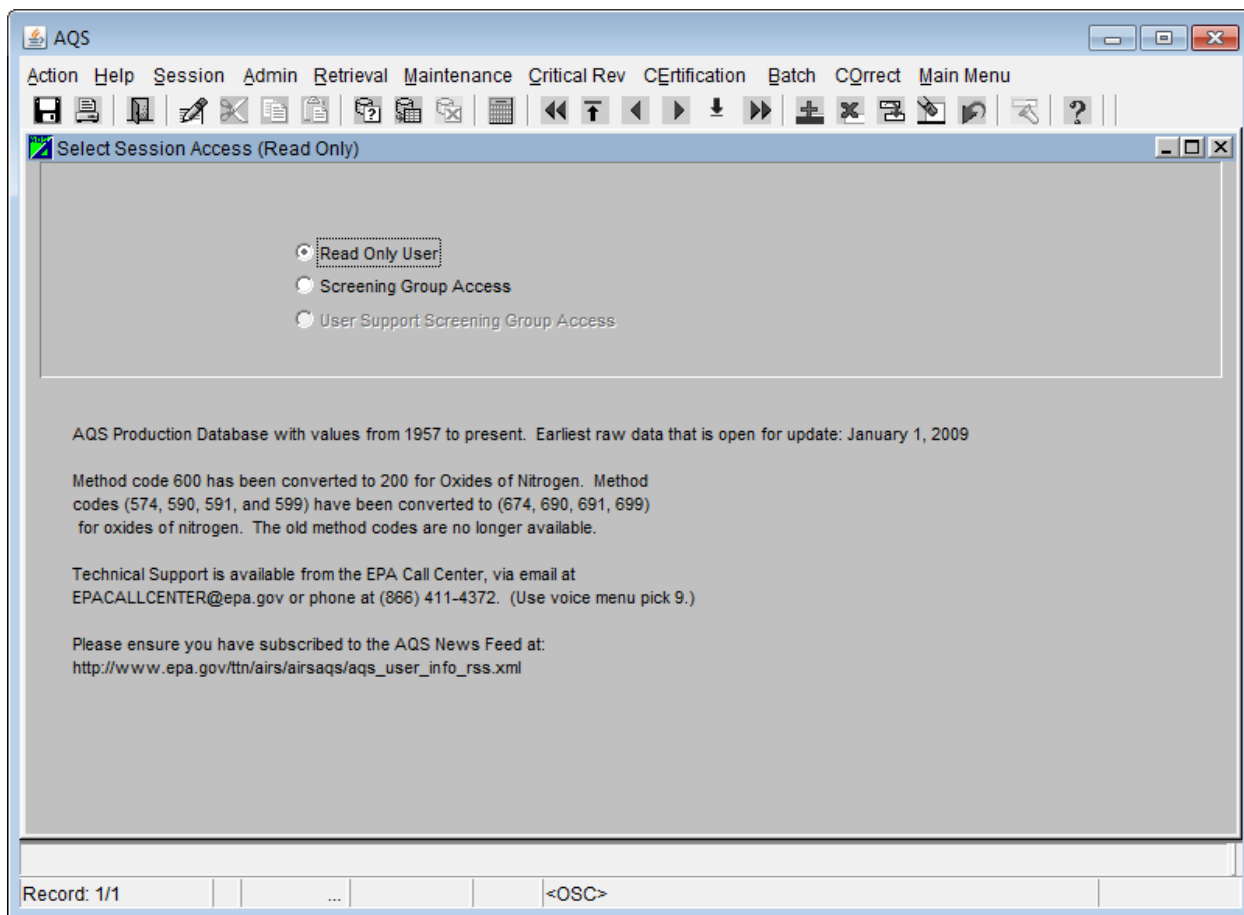 AQS
Action Help Session Admin Retrieval Maintenance Critical Rev CErtification Batch COrrect Main Menu
Select Session Access (Read Only)
Read Only User
Screening Group Access
User Support Screening Group Access
AQS Production Database with values from 1957 to present. Earliest raw data that is open for update: January 1, 2009
Method code 600 has been converted to 200 for Oxides of Nitrogen. Method
codes (574, 590, 591, and 599) have been converted to (674, 690, 691, 699)
for oxides of nitrogen. The old method codes are no longer available.
Technical Support is available from the EPA Call Center, via email at
EPACALLCENTER@epa.gov or phone at (866) 411-4372. (Use voice menu pick 9.)
Please ensure you have subscribed to the AQS News Feed at:
http://www.epa.gov/ttn/airs/airsaqs/aqs_user_info_rss.xml
Record: 1/1 ... <OSC>